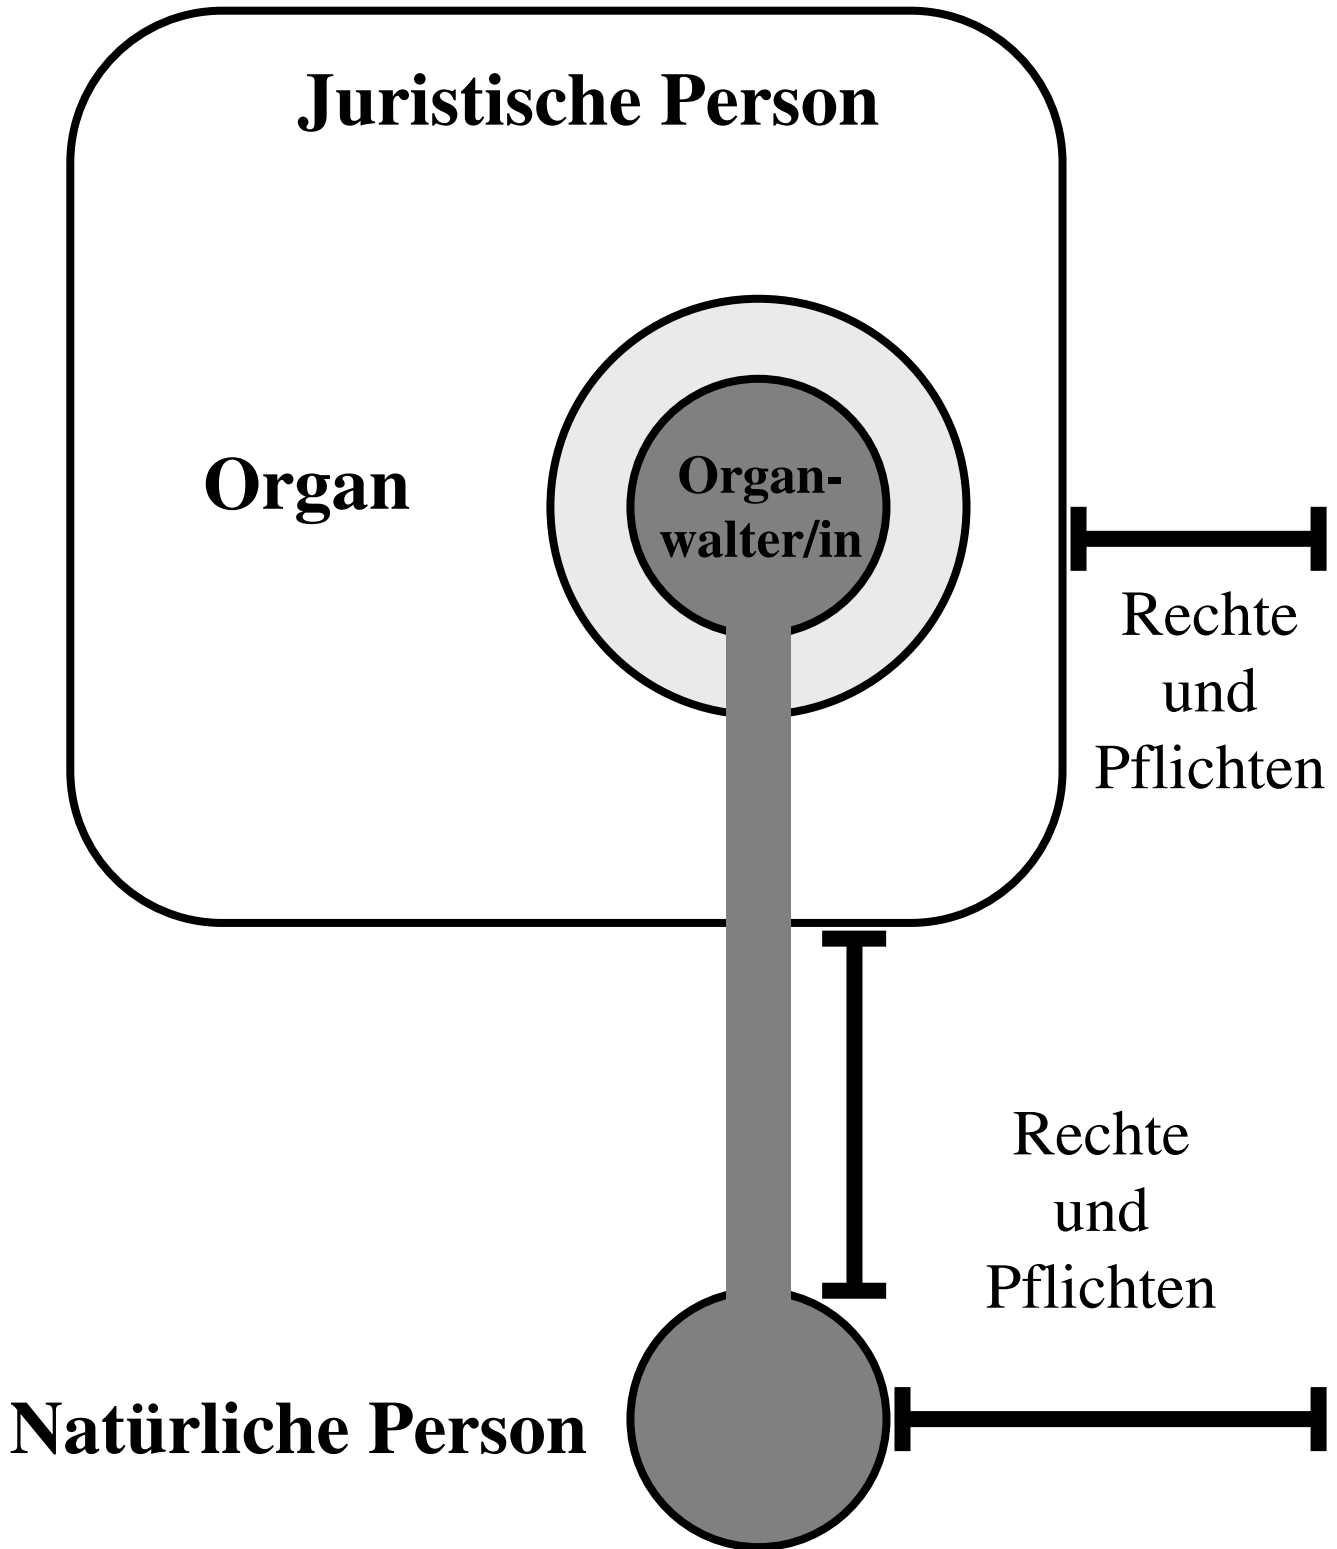 Juristische Person
Organ
Organ-
walter/in
Rechte
und
Pflichten
Rechte
und
Pflichten
Natürliche Person